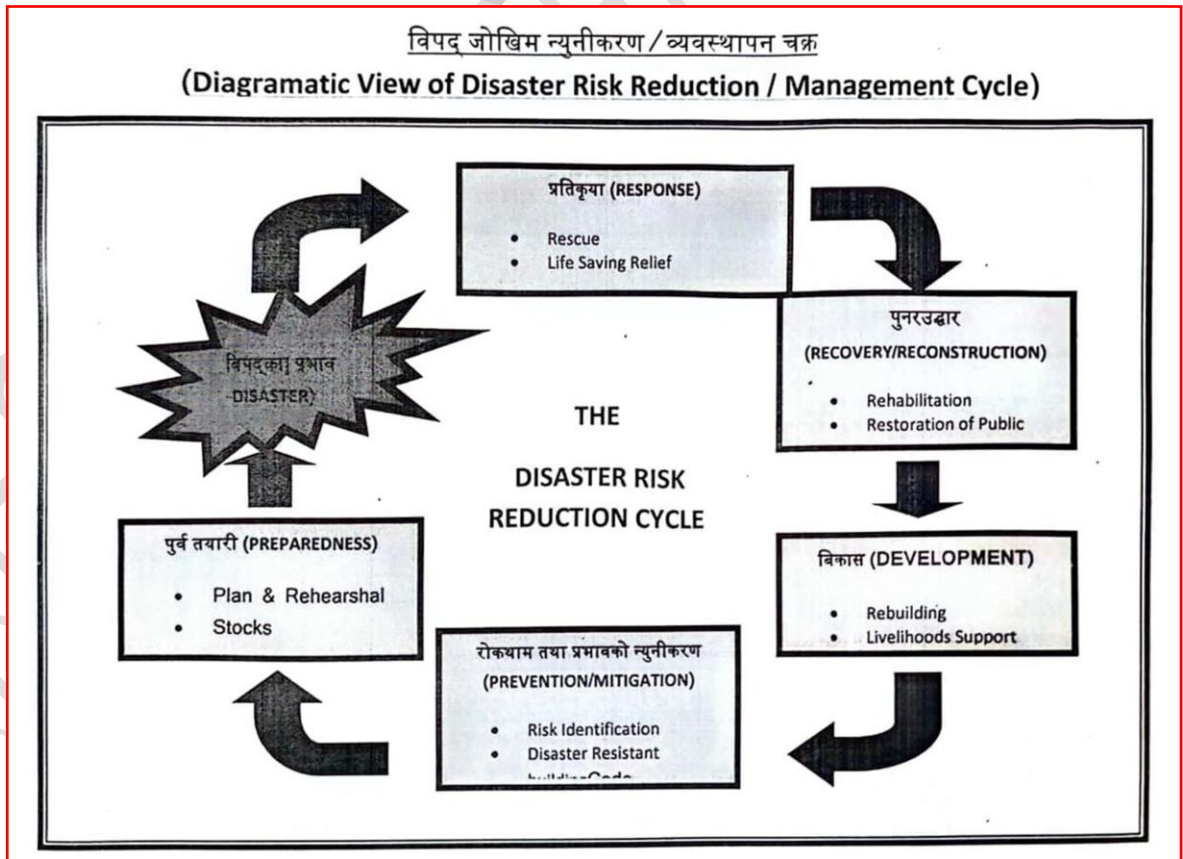 विपद् जोखिम न्युनीकरण/व्यवस्थापन चक्र
(Diagramatic View of Disaster Risk Reduction / Management Cycle)
प्रतिकृया (RESPONSE)
• Rescue
• Life Saving Relief
पुनरउद्धार
(RECOVERY/RECONSTRUCTION)
• Rehabilitation
• Restoration of Public
बिकास (DEVELOPMENT)
• Rebuilding
• Livelihoods Support
रोकथाम तथा प्रभावको न्युनीकरण
(PREVENTION/MITIGATION)
• Risk Identification
• Disaster Resistant
buildingCode
पुर्व तयारी (PREPAREDNESS)
• Plan & Rehearshal
• Stocks
प्रभाव
DISASTER)
THE
DISASTER RISK
REDUCTION CYCLE